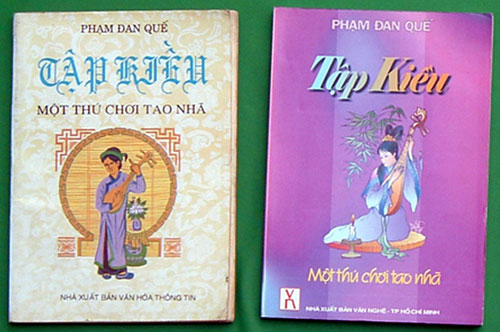 PHẠM ĐAN QUẾ
TẬP KIỀU
MỘT THÚ CHƠI TAO NHÃ
NHÀ XUẤT BẢN VĂN HÓA THÔNG TIN
PHẠM ĐAN QUẾ
Tập Kiều
Một thú chơi tao nhã
NHÀ XUẤT BẢN VĂN NGHỆ - TP HỒ CHÍ MINH